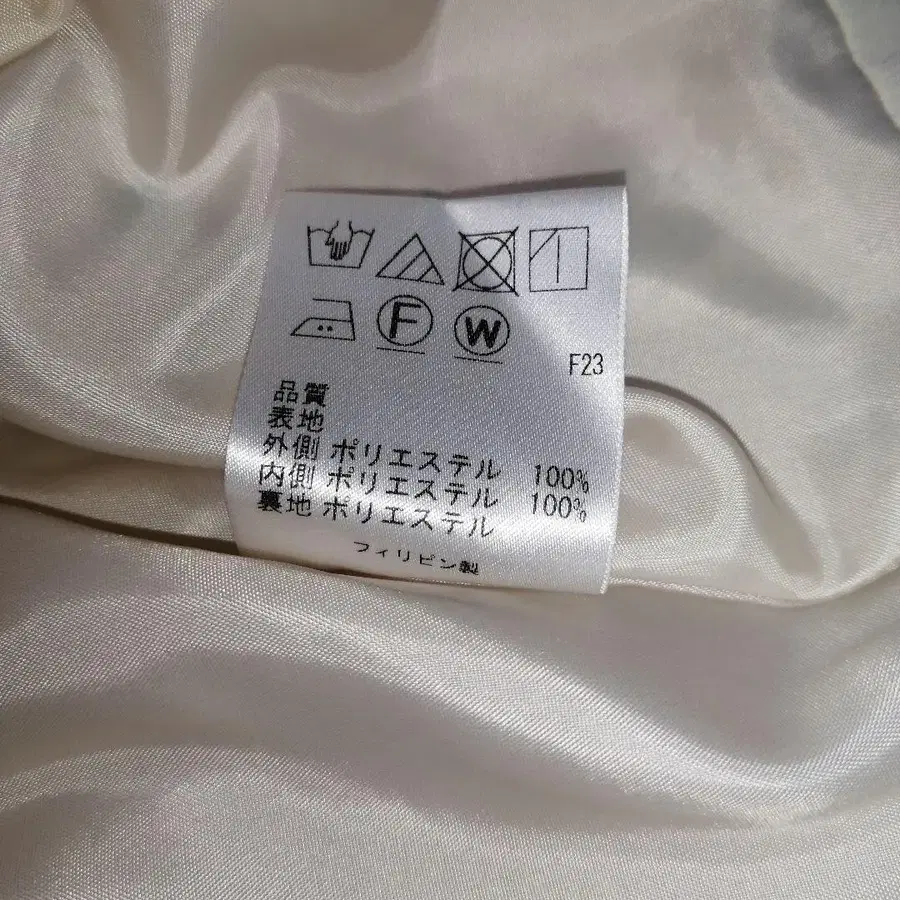 F
W
F23
品質
表地
外側 ポリエステル 100%
内側 ポリエステル 100%
裏地 ポリエステル
フィリピン製